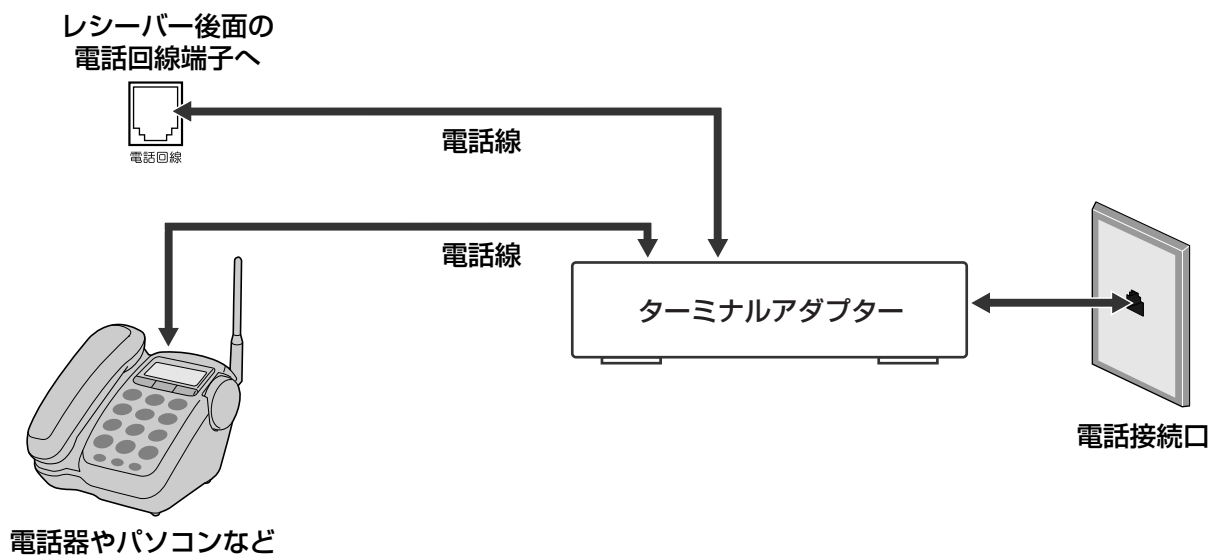 レシーバー後面の
電話回線端子へ
電話回線
電話線
電話線
ターミナルアダプター
電話接続口
電話器やパソコンなど